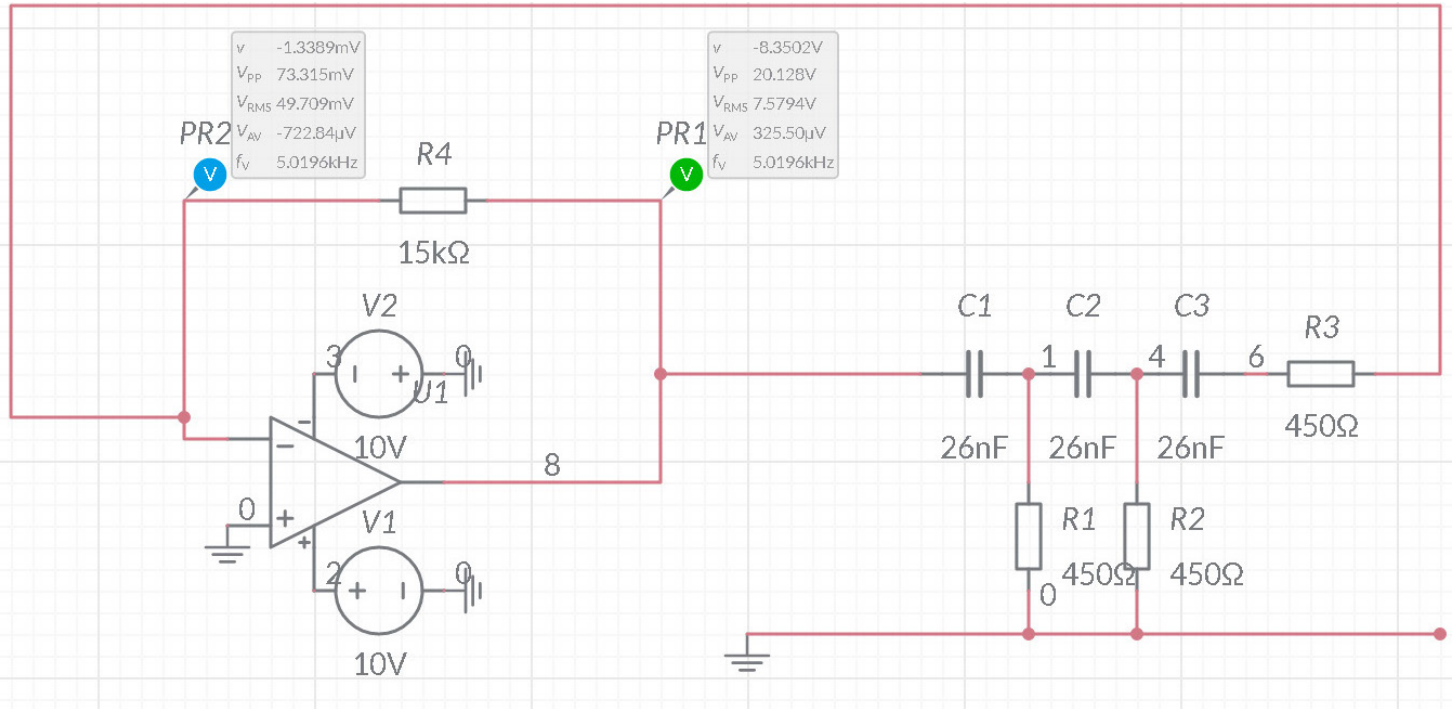 v -1.3389mV
VPP 73.315mV
VRMS 49.709mV
VAV -722.84µV
fV 5.0196kHz
v -8.3502V
VPP 20.128V
VRMS 7.5794V
VAV 325.50µV
fV 5.0196kHz
PR2
V
PR1
V
R4
15kΩ
V2
3
0
U1
10V
8
0
V1
2
0
10V
C1
C2
C3
R3
1
4
6
26nF
26nF
26nF
450Ω
R1
R2
450Ω
450Ω
0